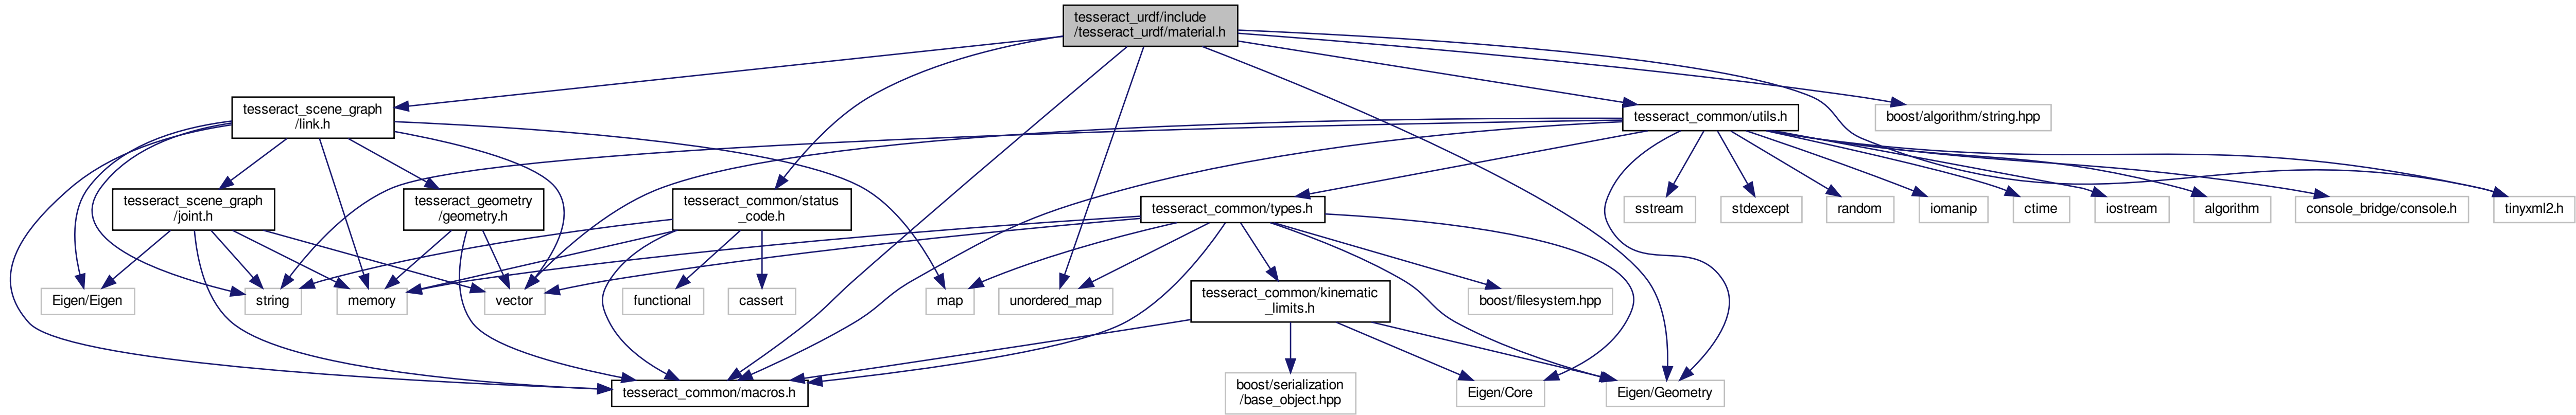 tesseract_urdf/include
/tesseract_urdf/material.h
tesseract_scene_graph
/link.h
tesseract_common/utils.h
boost/algorithm/string.hpp
tesseract_scene_graph
/joint.h
tesseract_geometry
/geometry.h
tesseract_common/status
_code.h
tesseract_common/types.h
sstream
stdexcept
random
iomanip
ctime
iostream
algorithm
console_bridge/console.h
tinyxml2.h
Eigen/Eigen
string
memory
vector
functional
cassert
map
unordered_map
tesseract_common/kinematic
_limits.h
boost/filesystem.hpp
tesseract_common/macros.h
boost/serialization
/base_object.hpp
Eigen/Core
Eigen/Geometry